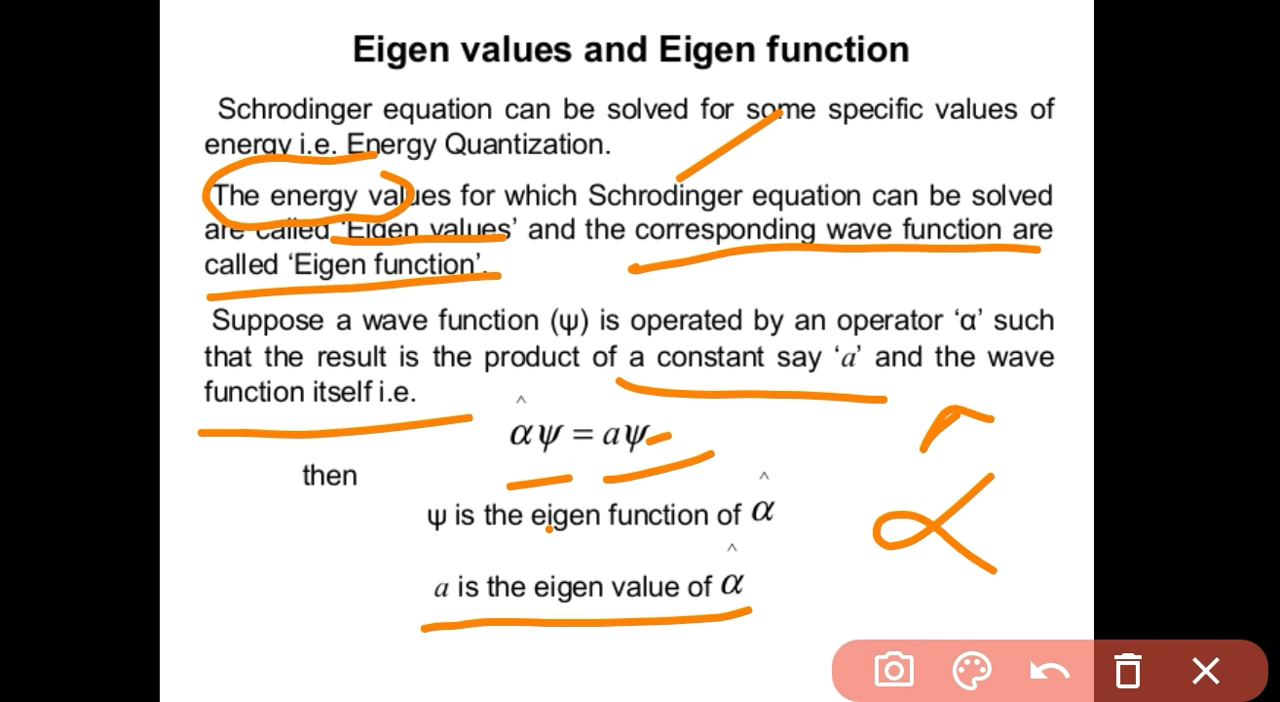 Eigen values and Eigen function
Schrodinger equation can be solved for some specific values of
energy i.e. Energy Quantization.
The energy values for which Schrodinger equation can be solved
are called ‘Eigen values’ and the corresponding wave function are
called ‘Eigen function’.
Suppose a wave function (ψ) is operated by an operator ‘α’ such
that the result is the product of a constant say ‘a’ and the wave
function itself i.e.
α̂ψ = aψ
then
ψ is the eigen function of α̂
a is the eigen value of α̂
α̂